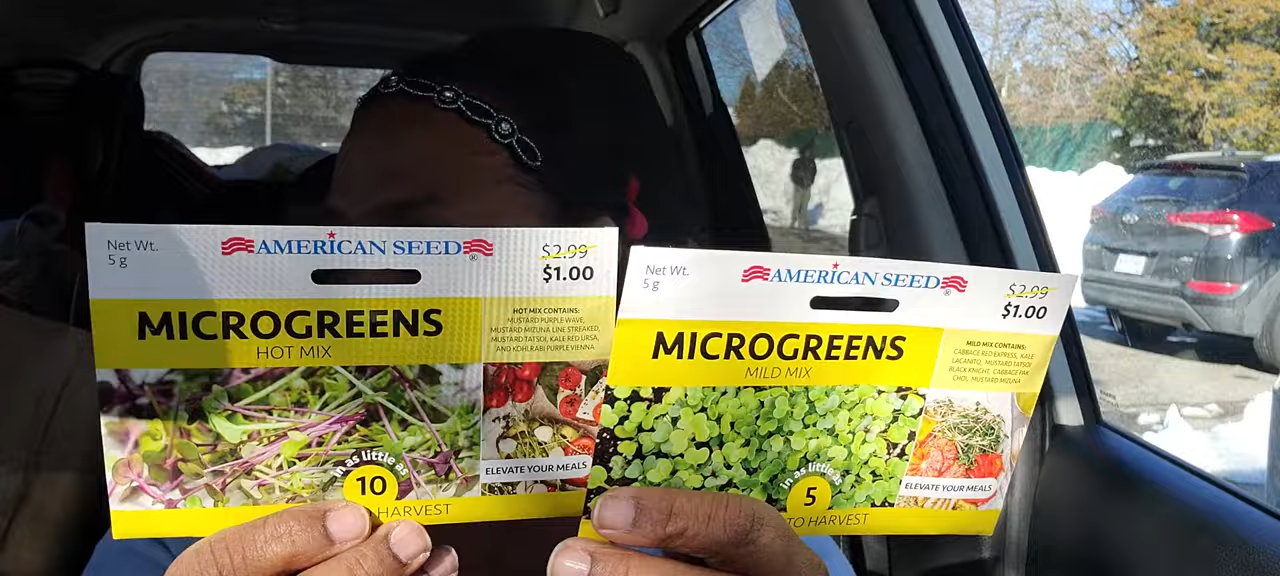 Net Wt.
5 g
AMERICAN SEED®
$2.99
$1.00
MICROGREENS
HOT MIX
HOT MIX CONTAINS:
MUSTARD PURPLE WAVE,
MUSTARD MIZUNA LINE STREAKED,
MUSTARD TATSOI, KALE RED URSA,
AND KOHLRABI PURPLE VIENNA
ELEVATE YOUR MEALS
in as little as
10
HARVEST
Net Wt.
5 g
AMERICAN SEED®
$2.99
$1.00
MICROGREENS
MILD MIX
MILD MIX CONTAINS:
CABBAGE RED EXPRESS, KALE
LACANITO, MUSTARD TATSOI
BLACK KNIGHT, CABBAGE PAK
CHOI, MUSTARD MIZUNA
ELEVATE YOUR MEALS
in as little as
5
TO HARVEST